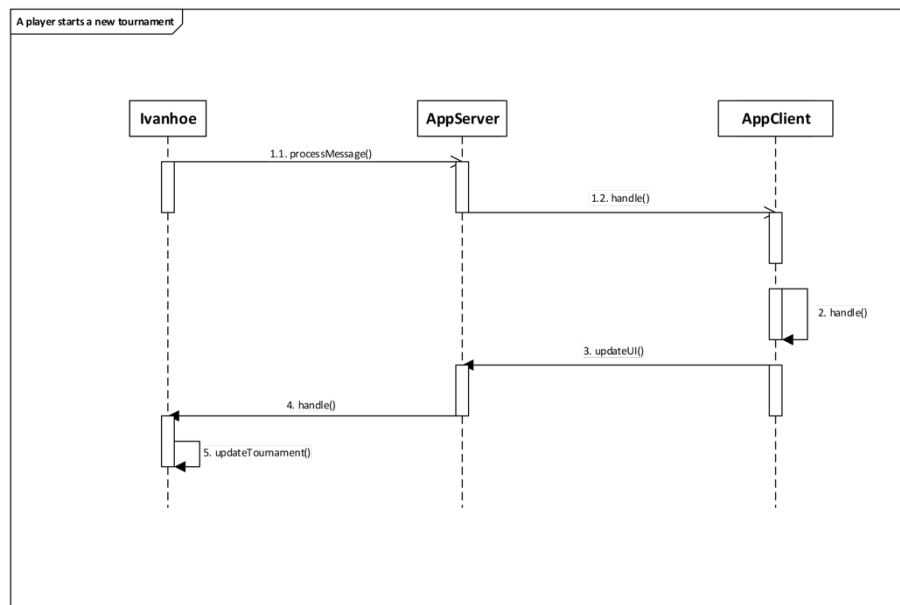 A player starts a new tournament
Ivanhoe
AppServer
AppClient
1.1. processMessage()
1.2. handle()
2. handle()
3. updateUI()
4. handle()
5. updateTournament()